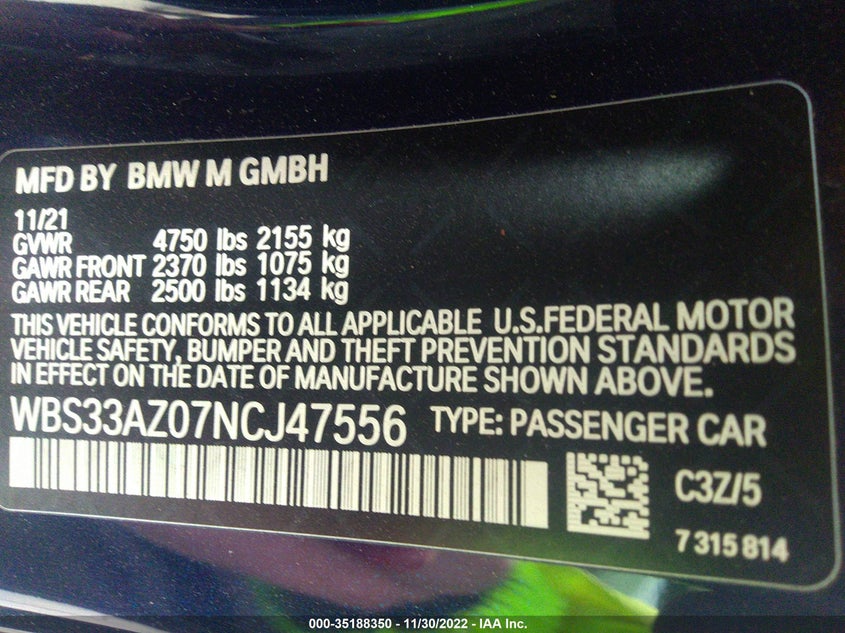 MFD BY BMW M GMBH
11/21
GVWR 4750 lbs 2155 kg
GAWR FRONT 2370 lbs 1075 kg
GAWR REAR 2500 lbs 1134 kg
THIS VEHICLE CONFORMS TO ALL APPLICABLE U.S.FEDERAL MOTOR
VEHICLE SAFETY, BUMPER AND THEFT PREVENTION STANDARDS
IN EFFECT ON THE DATE OF MANUFACTURE SHOWN ABOVE.
WBS33AZ07NCJ47556 TYPE: PASSENGER CAR
C3Z/5
7 315 814
000-35188350 - 11/30/2022 - IAA Inc.